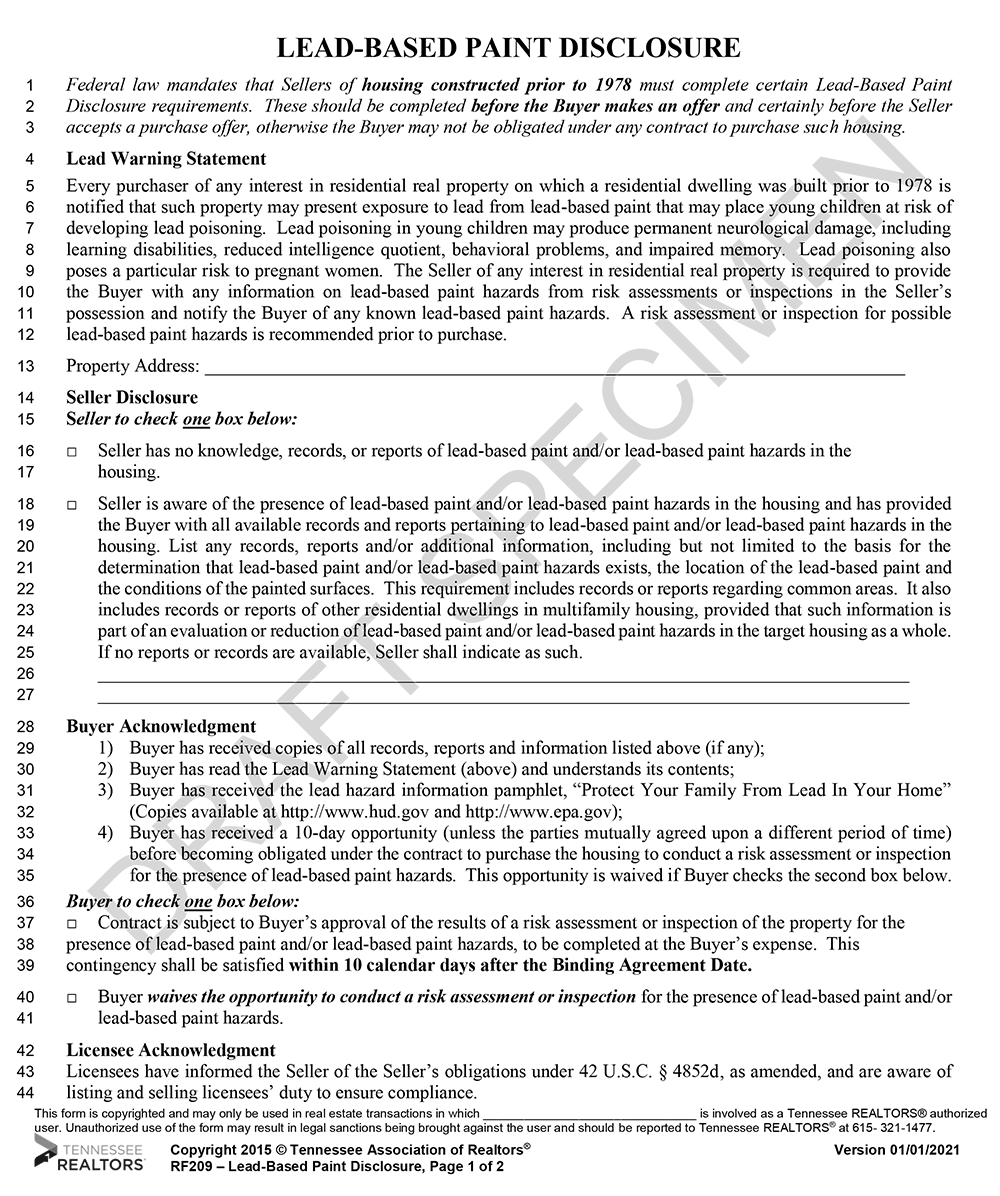 LEAD-BASED PAINT DISCLOSURE
1 Federal law mandates that Sellers of housing constructed prior to 1978 must complete certain Lead-Based Paint
2 Disclosure requirements. These should be completed before the Buyer makes an offer and certainly before the Seller
3 accepts a purchase offer, otherwise the Buyer may not be obligated under any contract to purchase such housing.
4 Lead Warning Statement
5 Every purchaser of any interest in residential real property on which a residential dwelling was built prior to 1978 is
6 notified that such property may present exposure to lead from lead-based paint that may place young children at risk of
7 developing lead poisoning. Lead poisoning in young children may produce permanent neurological damage, including
8 learning disabilities, reduced intelligence quotient, behavioral problems, and impaired memory. Lead poisoning also
9 poses a particular risk to pregnant women. The Seller of any interest in residential real property is required to provide
10 the Buyer with any information on lead-based paint hazards from risk assessments or inspections in the Seller's
11 possession and notify the Buyer of any known lead-based paint hazards. A risk assessment or inspection for possible
12 lead-based paint hazards is recommended prior to purchase.
13 Property Address: ____________________
14 Seller Disclosure
15 Seller to check one box below:
16 □ Seller has no knowledge, records, or reports of lead-based paint and/or lead-based paint hazards in the
17 housing.
18 □ Seller is aware of the presence of lead-based paint and/or lead-based paint hazards in the housing and has provided
19 the Buyer with all available records and reports pertaining to lead-based paint and/or lead-based paint hazards in the
20 housing. List any records, reports and/or additional information, including but not limited to the basis for the
21 determination that lead-based paint and/or lead-based paint hazards exists, the location of the lead-based paint and
22 the conditions of the painted surfaces. This requirement includes records or reports regarding common areas. It also
23 includes records or reports of other residential dwellings in multifamily housing, provided that such information is
24 part of an evaluation or reduction of lead-based paint and/or lead-based paint hazards in the target housing as a whole.
25 If no reports or records are available, Seller shall indicate as such.
26 ____________________
27 ____________________
28 Buyer Acknowledgment
29 1) Buyer has received copies of all records, reports and information listed above (if any);
30 2) Buyer has read the Lead Warning Statement (above) and understands its contents;
31 3) Buyer has received the lead hazard information pamphlet, "Protect Your Family From Lead In Your Home"
32 (Copies available at http://www.hud.gov and http://www.epa.gov);
33 4) Buyer has received a 10-day opportunity (unless the parties mutually agreed upon a different period of time)
34 before becoming obligated under the contract to purchase the housing to conduct a risk assessment or inspection
35 for the presence of lead-based paint hazards. This opportunity is waived if Buyer checks the second box below.
36 Buyer to check one box below:
37 □ Contract is subject to Buyer's approval of the results of a risk assessment or inspection of the property for the
38 presence of lead-based paint and/or lead-based paint hazards, to be completed at the Buyer's expense. This
39 contingency shall be satisfied within 10 calendar days after the Binding Agreement Date.
40 □ Buyer waives the opportunity to conduct a risk assessment or inspection for the presence of lead-based paint and/or
41 lead-based paint hazards.
42 Licensee Acknowledgment
43 Licensees have informed the Seller of the Seller's obligations under 42 U.S.C. § 4852d, as amended, and are aware of
44 listing and selling licensees' duty to ensure compliance.
This form is copyrighted and may only be used in real estate transactions in which ____________________ is involved as a Tennessee REALTORS® authorized
user. Unauthorized use of the form may result in legal sanctions being brought against the user and should be reported to Tennessee REALTORS® at 615- 321-1477.
TENNESSEE
REALTORS
Copyright 2015 © Tennessee Association of Realtors®
RF209 – Lead-Based Paint Disclosure, Page 1 of 2
Version 01/01/2021
DRAFT SPECIMEN